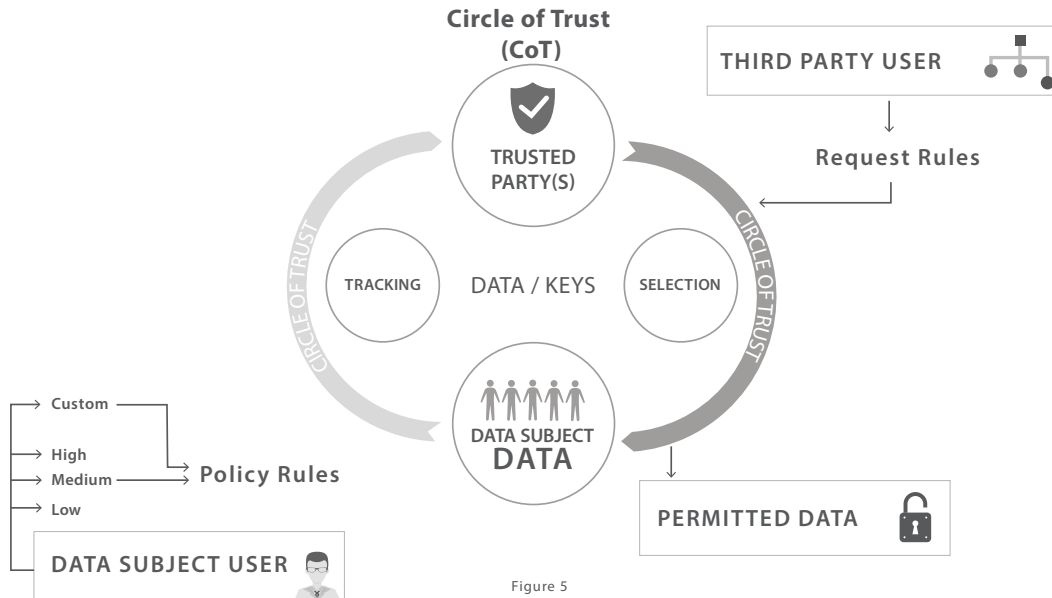 Circle of Trust
(CoT)
THIRD PARTY USER
TRUSTED
PARTY(S)
Request Rules
CIRCLE OF TRUST
CIRCLE OF TRUST
TRACKING
DATA / KEYS
SELECTION
DATA SUBJECT
DATA
Custom
High
Medium
Policy Rules
Low
PERMITTED DATA
DATA SUBJECT USER
Figure 5